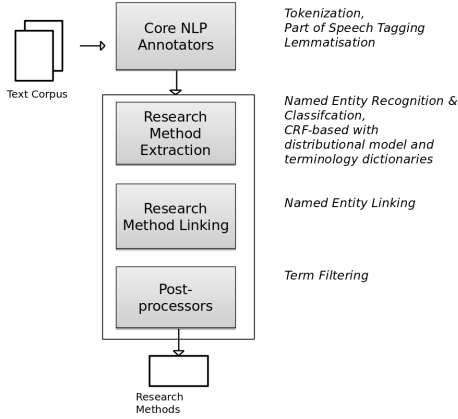 Core NLP
Annotators
Tokenization,
Part of Speech Tagging
Lemmatisation
Text Corpus
Research
Method
Extraction
Named Entity Recognition &
Classifcation,
CRF-based with
distributional model and
terminology dictionaries
Research
Method Linking
Named Entity Linking
Post-
processors
Term Filtering
Research
Methods